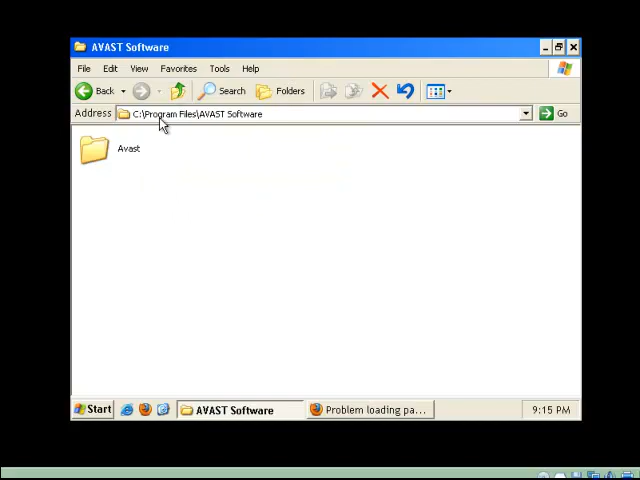 AVAST Software
File Edit View Favorites Tools Help
Back Search Folders
Address C:\Program Files\AVAST Software Go
Avast
Start AVAST Software Problem loading pa... 9:15 PM